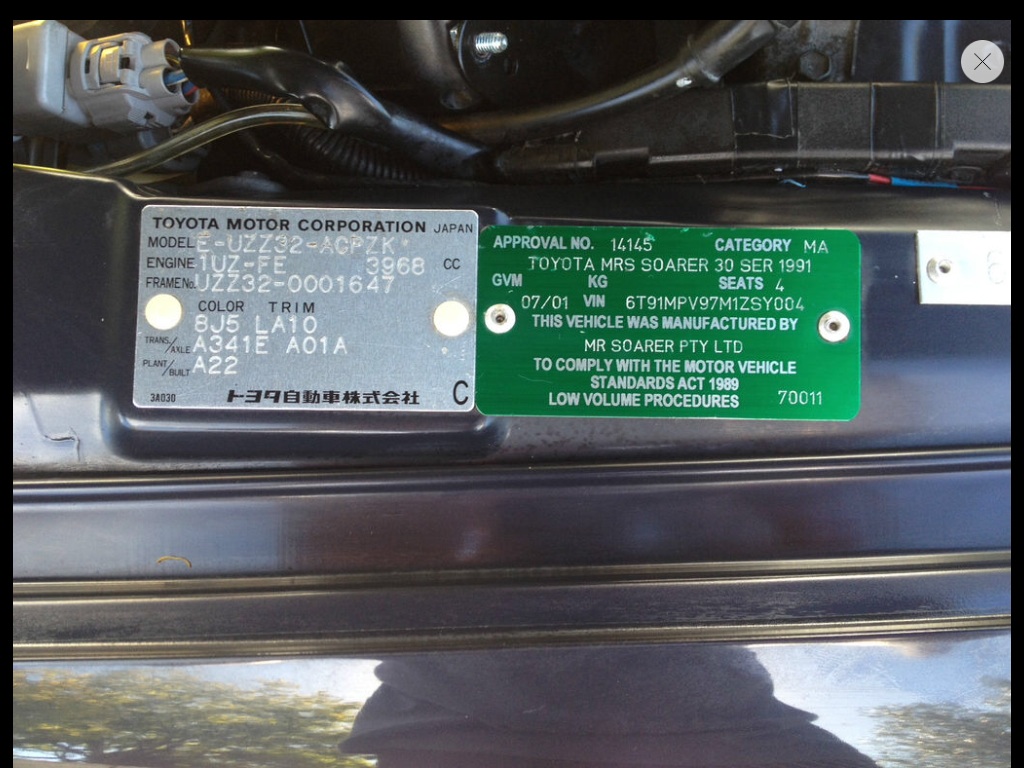 TOYOTA MOTOR CORPORATION JAPAN
MODEL E-UZZ32-ACPZK
ENGINE 1UZ-FE 3968 CC
FRAME No. UZZ32-0001647
COLOR TRIM
8J5 LA10
TRANS./AXLE A341E A01A
PLANT/BUILT A22
3A030 トヨタ自動車株式会社 C
APPROVAL NO. 14145 CATEGORY MA
TOYOTA MRS SOARER 30 SER 1991
GVM KG SEATS 4
07/01 VIN 6T91MPV97M1ZSY004
THIS VEHICLE WAS MANUFACTURED BY
MR SOARER PTY LTD
TO COMPLY WITH THE MOTOR VEHICLE
STANDARDS ACT 1989
LOW VOLUME PROCEDURES 70011